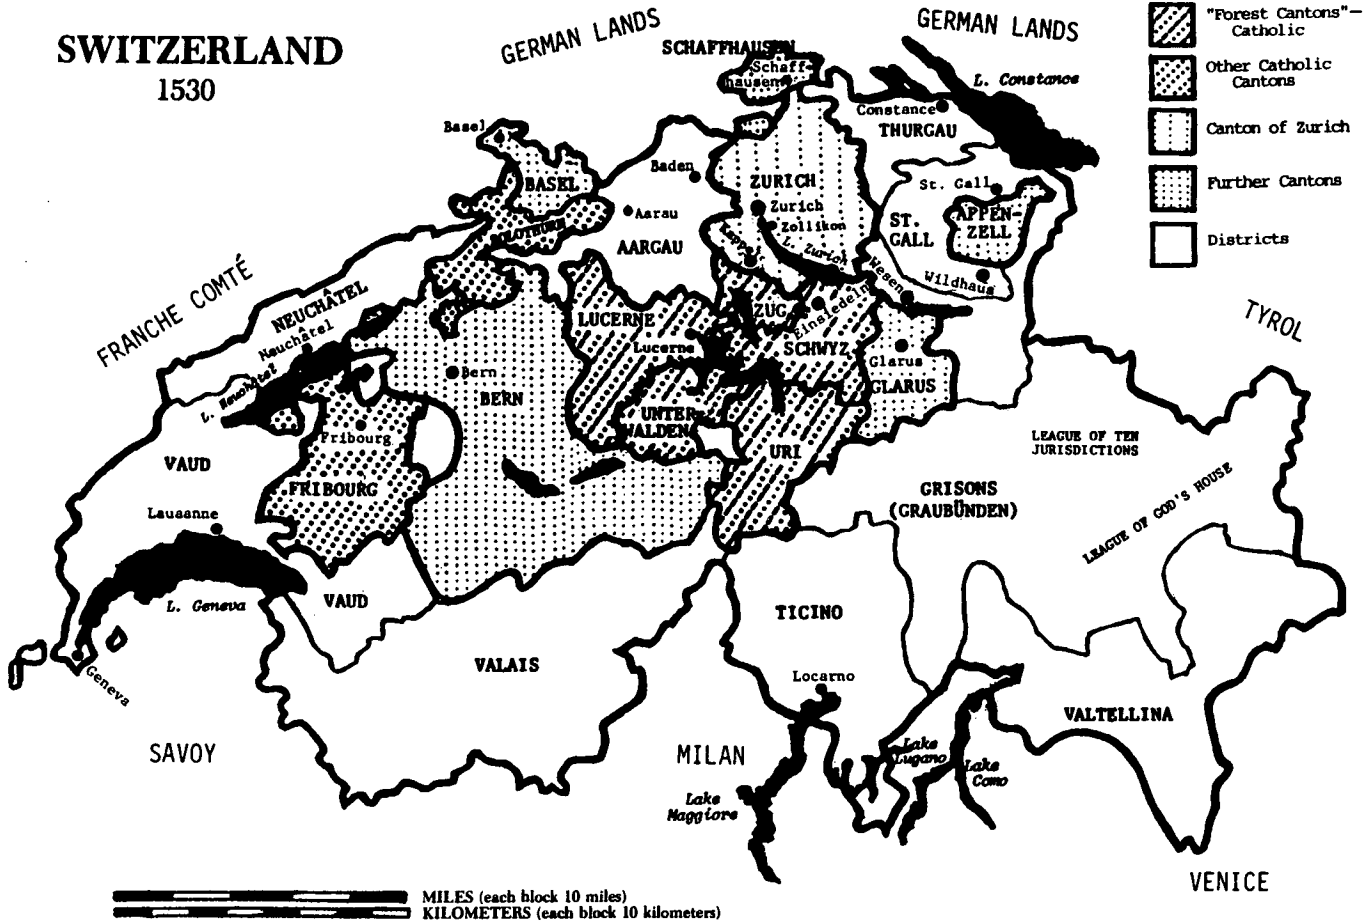 SWITZERLAND
1530
GERMAN LANDS
GERMAN LANDS
"Forest Cantons"—
Catholic
Other Catholic
Cantons
Canton of Zurich
Further Cantons
Districts
SCHAFFHAUSEN
Schaff-
hausen
L. Constance
Constance
THURGAU
Basel
BASEL
Baden
ZURICH
Zurich
Zollikon
L. Zurich
Kappel
St. Gall
ST.
GALL
APPEN-
ZELL
Wildhaus
Wesen
SOLOTHURN
Aarau
AARGAU
FRANCHE COMTÉ
NEUCHÂTEL
Neuchâtel
L. Neuchâtel
LUCERNE
Lucerne
ZUG
Einsiedeln
SCHWYZ
Glarus
GLARUS
TYROL
Bern
BERN
UNTER-
WALDEN
URI
Fribourg
FRIBOURG
VAUD
Lausanne
L. Geneva
Geneva
VAUD
LEAGUE OF TEN
JURISDICTIONS
GRISONS
(GRAUBÜNDEN)
LEAGUE OF GOD'S HOUSE
TICINO
Locarno
VALAIS
VALTELLINA
SAVOY
MILAN
Lake
Maggiore
Lake
Lugano
Lake
Como
VENICE
MILES (each block 10 miles)
KILOMETERS (each block 10 kilometers)